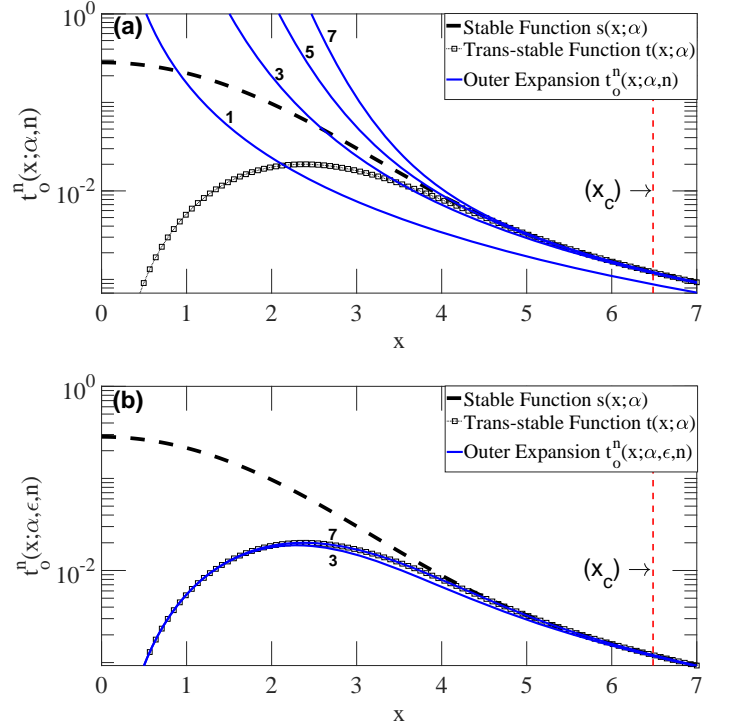 (a)
10^0
10^-2
t_o^n(x;α,n)
1
3
5
7
Stable Function s(x;α)
Trans-stable Function t(x;α)
Outer Expansion t_o^n(x;α,n)
(x_c) →
0 1 2 3 4 5 6 7
x
(b)
10^0
10^-2
t_o^n(x;α,ϵ,n)
7
3
Stable Function s(x;α)
Trans-stable Function t(x;α)
Outer Expansion t_o^n(x;α,ϵ,n)
(x_c) →
0 1 2 3 4 5 6 7
x